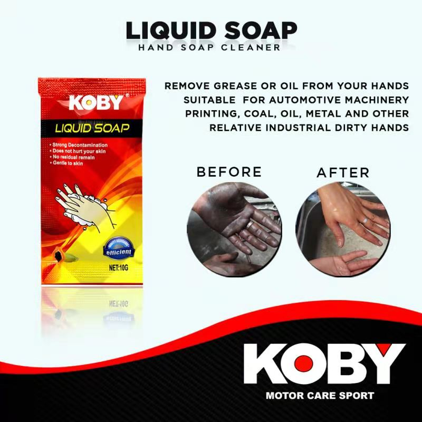 LIQUID SOAP
HAND SOAP CLEANER
REMOVE GREASE OR OIL FROM YOUR HANDS
SUITABLE FOR AUTOMOTIVE MACHINERY
PRINTING, COAL, OIL, METAL AND OTHER
RELATIVE INDUSTRIAL DIRTY HANDS
KOBY
LIQUID SOAP
• Strong Decontamination
• Does not hurt your skin
• No residual remain
• Gentle to skin
efficient
NET:10G
BEFORE
AFTER
KOBY
MOTOR CARE SPORT